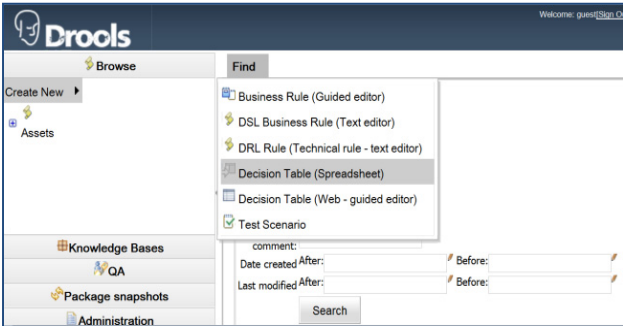 Drools
Welcome: guest[Sign O
Browse
Find
Create New
Assets
Business Rule (Guided editor)
DSL Business Rule (Text editor)
DRL Rule (Technical rule - text editor)
Decision Table (Spreadsheet)
Decision Table (Web - guided editor)
Test Scenario
Knowledge Bases
QA
Package snapshots
Administration
comment:
Date created After: Before:
Last modified After: Before:
Search